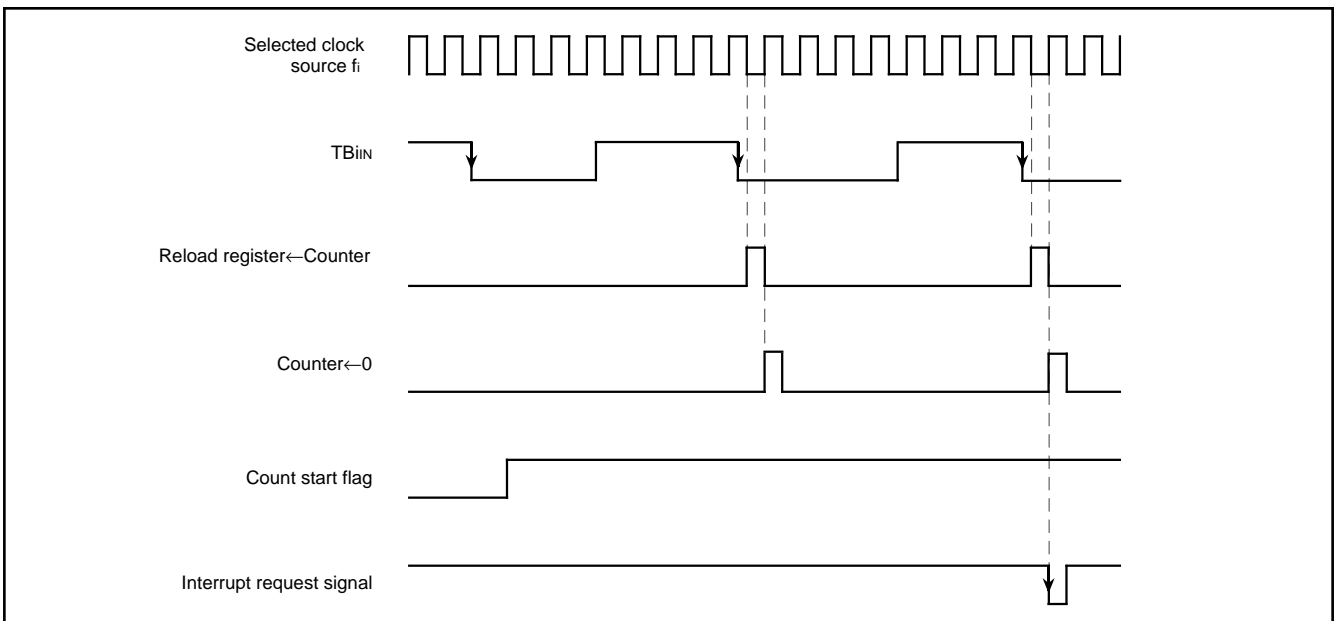 Selected clock
source fi
TBiIN
Reload register←Counter
Counter←0
Count start flag
Interrupt request signal